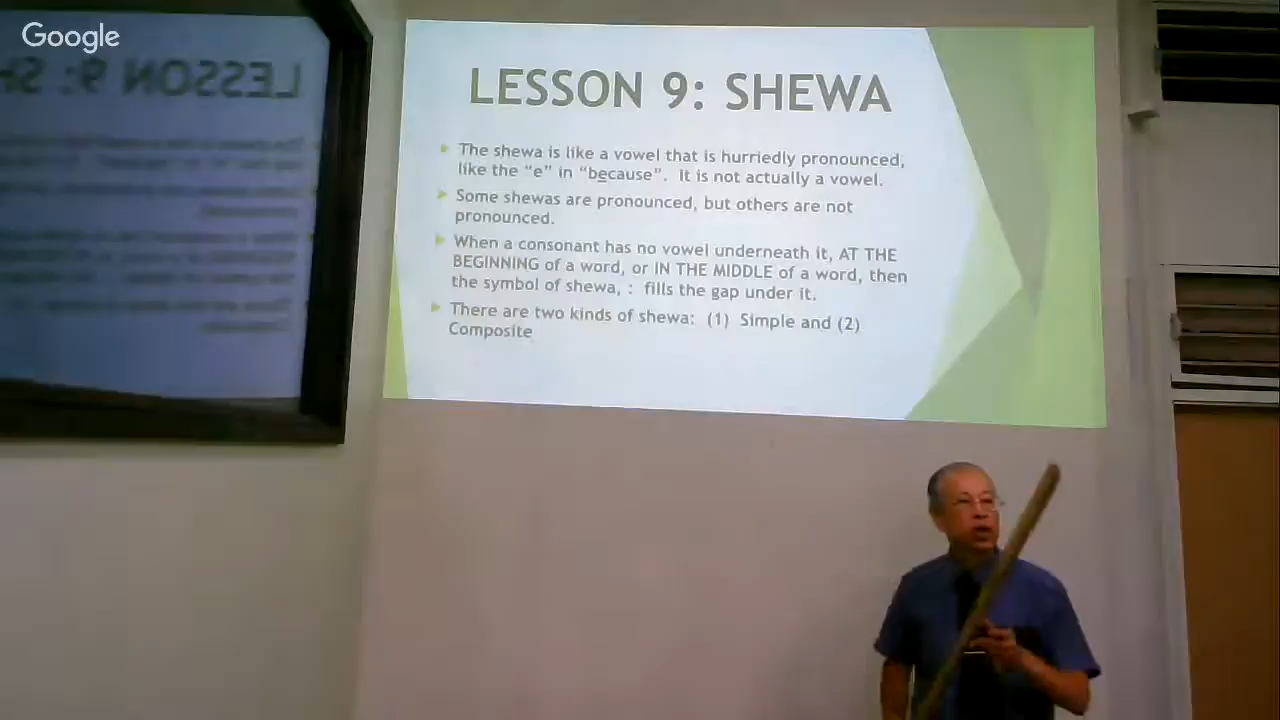 Google
LESSON 9: SHEWA
The shewa is like a vowel that is hurriedly pronounced,
like the “e” in “because”. It is not actually a vowel.
Some shewas are pronounced, but others are not
pronounced.
When a consonant has no vowel underneath it, AT THE
BEGINNING of a word, or IN THE MIDDLE of a word, then
the symbol of shewa, : fills the gap under it.
There are two kinds of shewa: (1) Simple and (2)
Composite
LESSON 9: SH